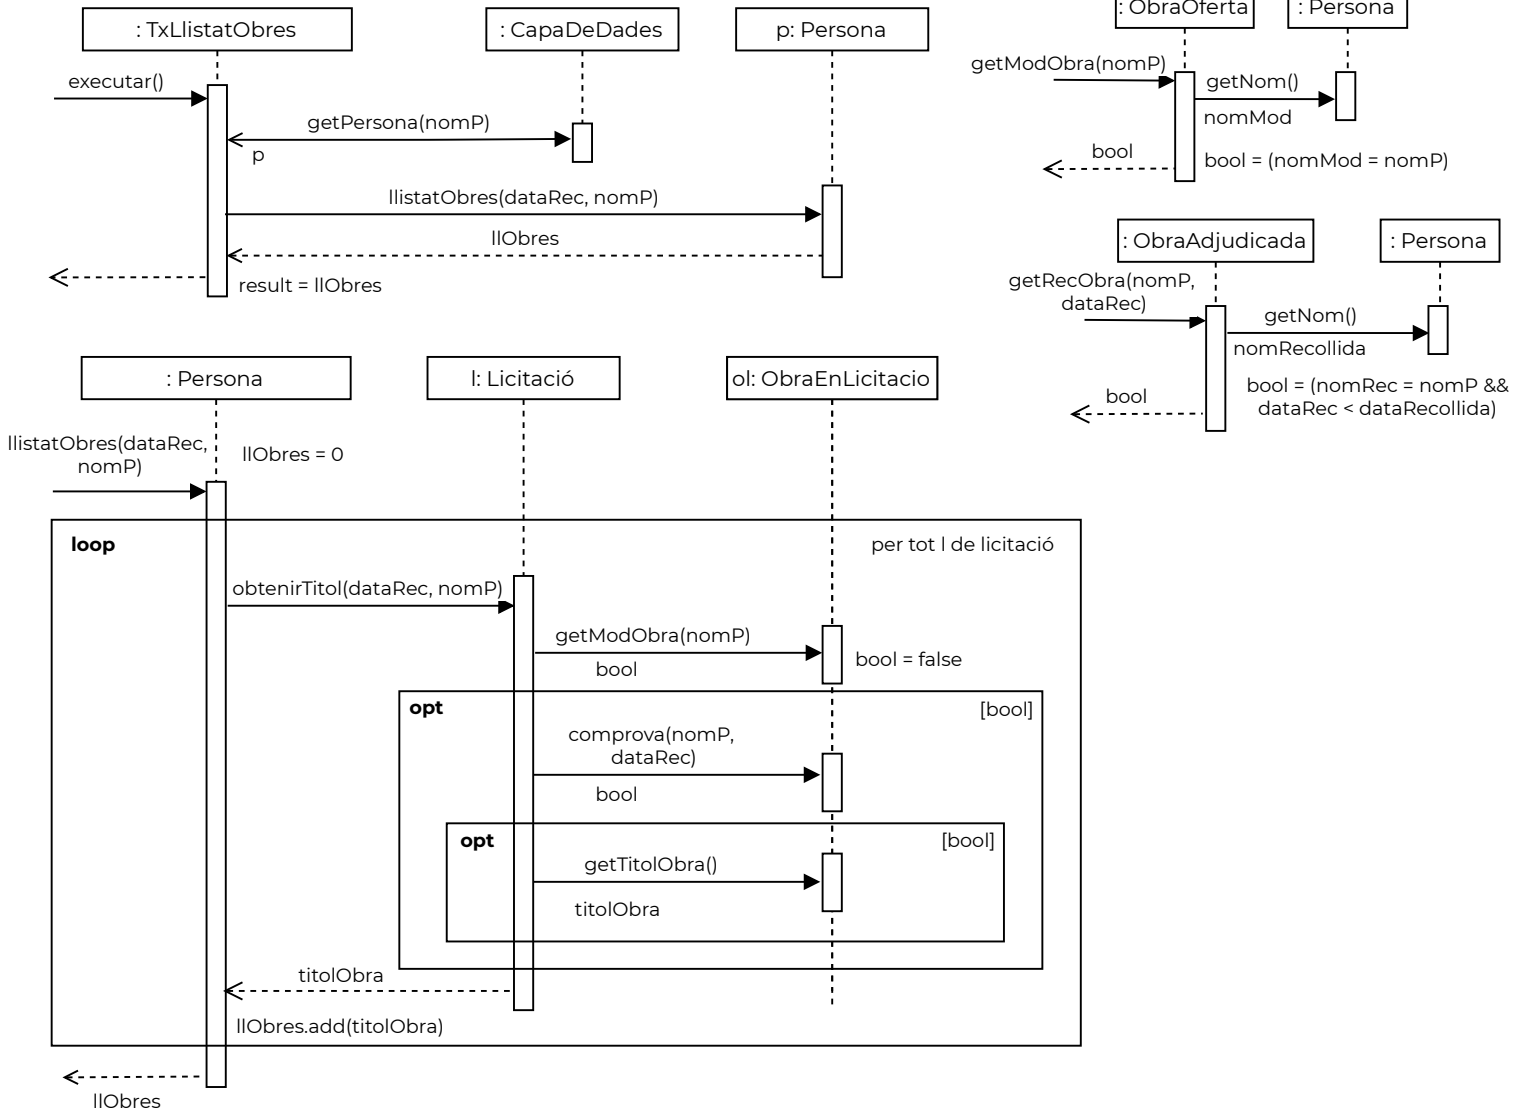 : TxLlistatObres
: CapaDeDades
p: Persona
executar()
getPersona(nomP)
p
llistatObres(dataRec, nomP)
llObres
result = llObres
: ObraOferta
: Persona
getModObra(nomP)
getNom()
nomMod
bool
bool = (nomMod = nomP)
: ObraAdjudicada
: Persona
getRecObra(nomP,
dataRec)
getNom()
nomRecollida
bool
bool = (nomRec = nomP &&
dataRec < dataRecollida)
: Persona
l: Licitació
ol: ObraEnLicitacio
llistatObres(dataRec,
nomP)
llObres = 0
loop
per tot l de licitació
obtenirTitol(dataRec, nomP)
getModObra(nomP)
bool
bool = false
opt
[bool]
comprova(nomP,
dataRec)
bool
opt
[bool]
getTitolObra()
titolObra
titolObra
llObres.add(titolObra)
llObres